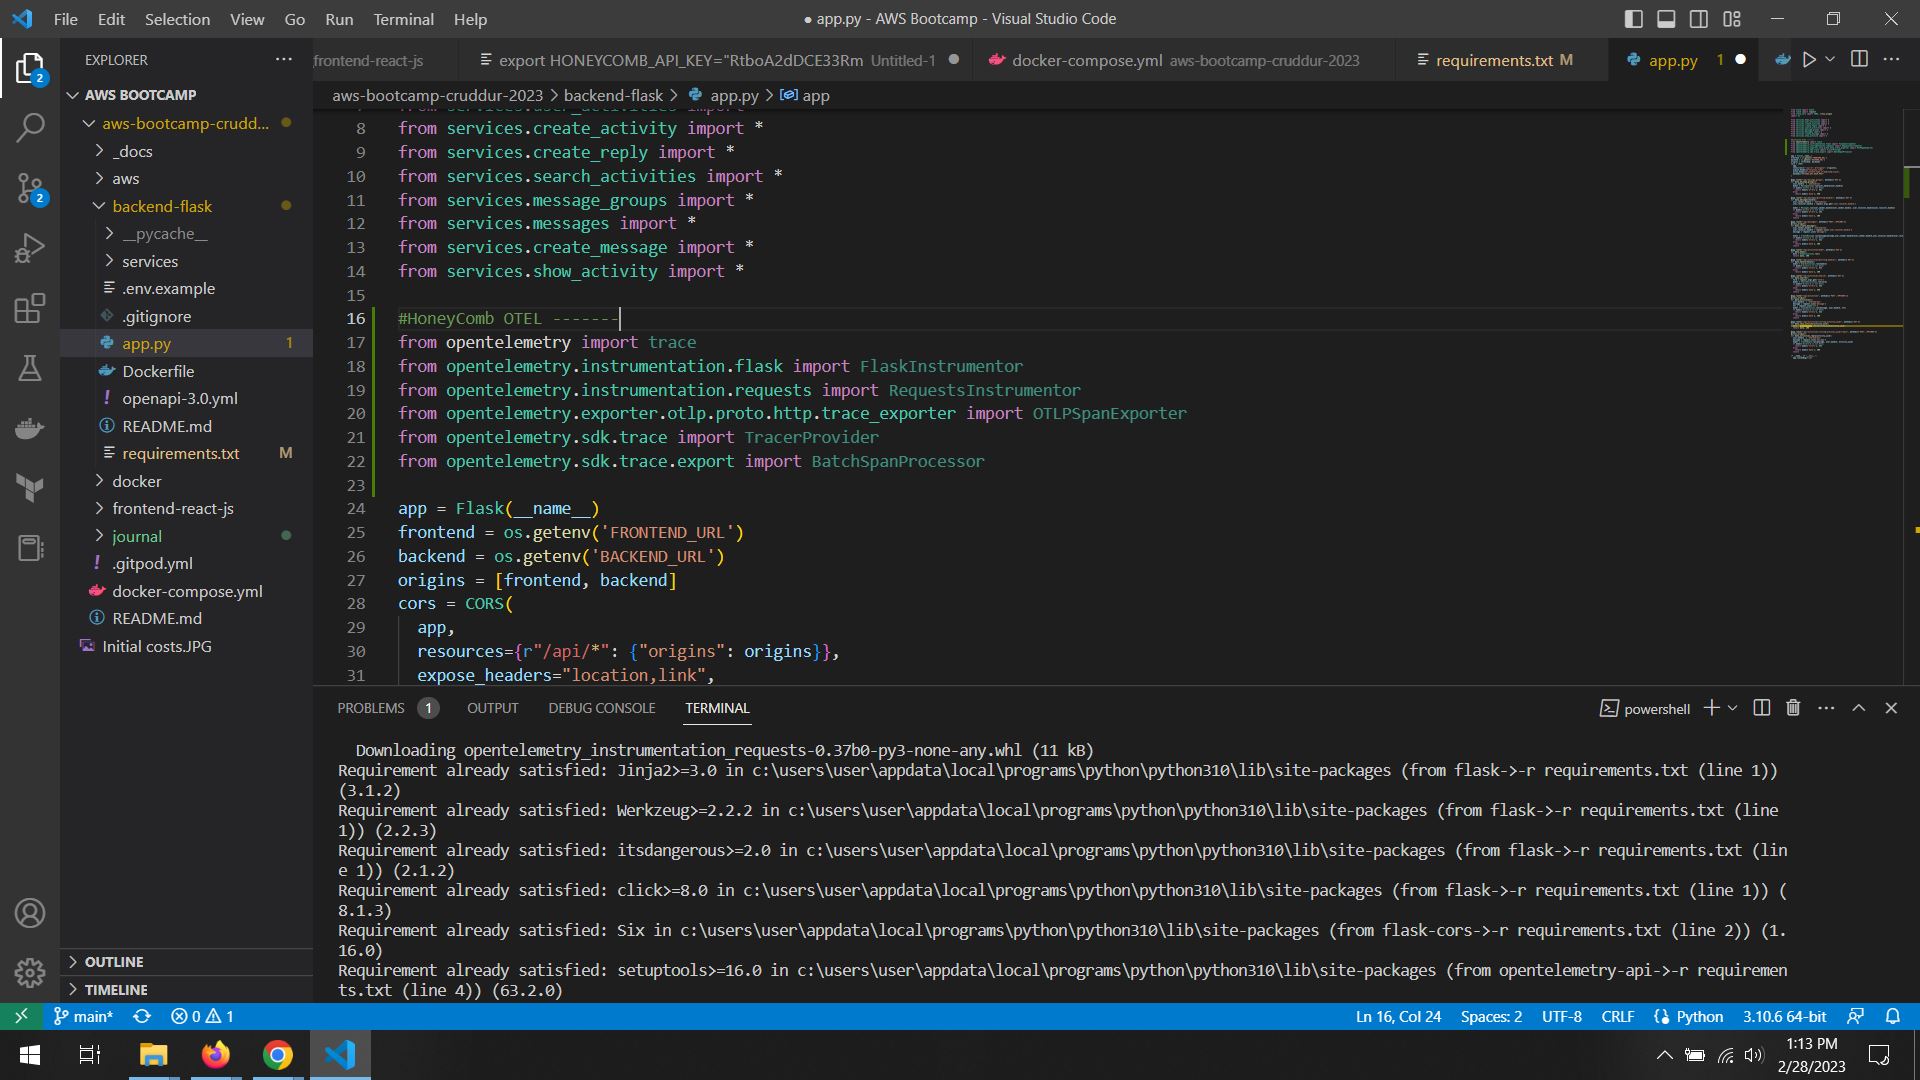 File Edit Selection View Go Run Terminal Help
● app.py - AWS Bootcamp - Visual Studio Code
EXPLORER
frontend-react-js
export HONEYCOMB_API_KEY="RtboA2dDCE33Rm Untitled-1
docker-compose.yml aws-bootcamp-cruddur-2023
requirements.txt M
app.py 1
aws-bootcamp-cruddur-2023 > backend-flask > app.py > app
AWS BOOTCAMP
aws-bootcamp-crudd...
_docs
aws
backend-flask
__pycache__
services
.env.example
.gitignore
app.py 1
Dockerfile
openapi-3.0.yml
README.md
requirements.txt M
docker
frontend-react-js
journal
.gitpod.yml
docker-compose.yml
README.md
Initial costs.JPG
OUTLINE
TIMELINE
2
2
8 from services.create_activity import *
9 from services.create_reply import *
10 from services.search_activities import *
11 from services.message_groups import *
12 from services.messages import *
13 from services.create_message import *
14 from services.show_activity import *
15
16 #HoneyComb OTEL -------
17 from opentelemetry import trace
18 from opentelemetry.instrumentation.flask import FlaskInstrumentor
19 from opentelemetry.instrumentation.requests import RequestsInstrumentor
20 from opentelemetry.exporter.otlp.proto.http.trace_exporter import OTLPSpanExporter
21 from opentelemetry.sdk.trace import TracerProvider
22 from opentelemetry.sdk.trace.export import BatchSpanProcessor
23
24 app = Flask(__name__)
25 frontend = os.getenv('FRONTEND_URL')
26 backend = os.getenv('BACKEND_URL')
27 origins = [frontend, backend]
28 cors = CORS(
29 app,
30 resources={r"/api/*": {"origins": origins}},
31 expose_headers="location,link",
PROBLEMS 1 OUTPUT DEBUG CONSOLE TERMINAL
powershell
Downloading opentelemetry_instrumentation_requests-0.37b0-py3-none-any.whl (11 kB)
Requirement already satisfied: Jinja2>=3.0 in c:\users\user\appdata\local\programs\python\python310\lib\site-packages (from flask->-r requirements.txt (line 1))
(3.1.2)
Requirement already satisfied: Werkzeug>=2.2.2 in c:\users\user\appdata\local\programs\python\python310\lib\site-packages (from flask->-r requirements.txt (line
1)) (2.2.3)
Requirement already satisfied: itsdangerous>=2.0 in c:\users\user\appdata\local\programs\python\python310\lib\site-packages (from flask->-r requirements.txt (lin
e 1)) (2.1.2)
Requirement already satisfied: click>=8.0 in c:\users\user\appdata\local\programs\python\python310\lib\site-packages (from flask->-r requirements.txt (line 1)) (
8.1.3)
Requirement already satisfied: Six in c:\users\user\appdata\local\programs\python\python310\lib\site-packages (from flask-cors->-r requirements.txt (line 2)) (1.
16.0)
Requirement already satisfied: setuptools>=16.0 in c:\users\user\appdata\local\programs\python\python310\lib\site-packages (from opentelemetry-api->-r requiremen
ts.txt (line 4)) (63.2.0)
main* 0 1
Ln 16, Col 24 Spaces: 2 UTF-8 CRLF Python 3.10.6 64-bit
1:13 PM
2/28/2023